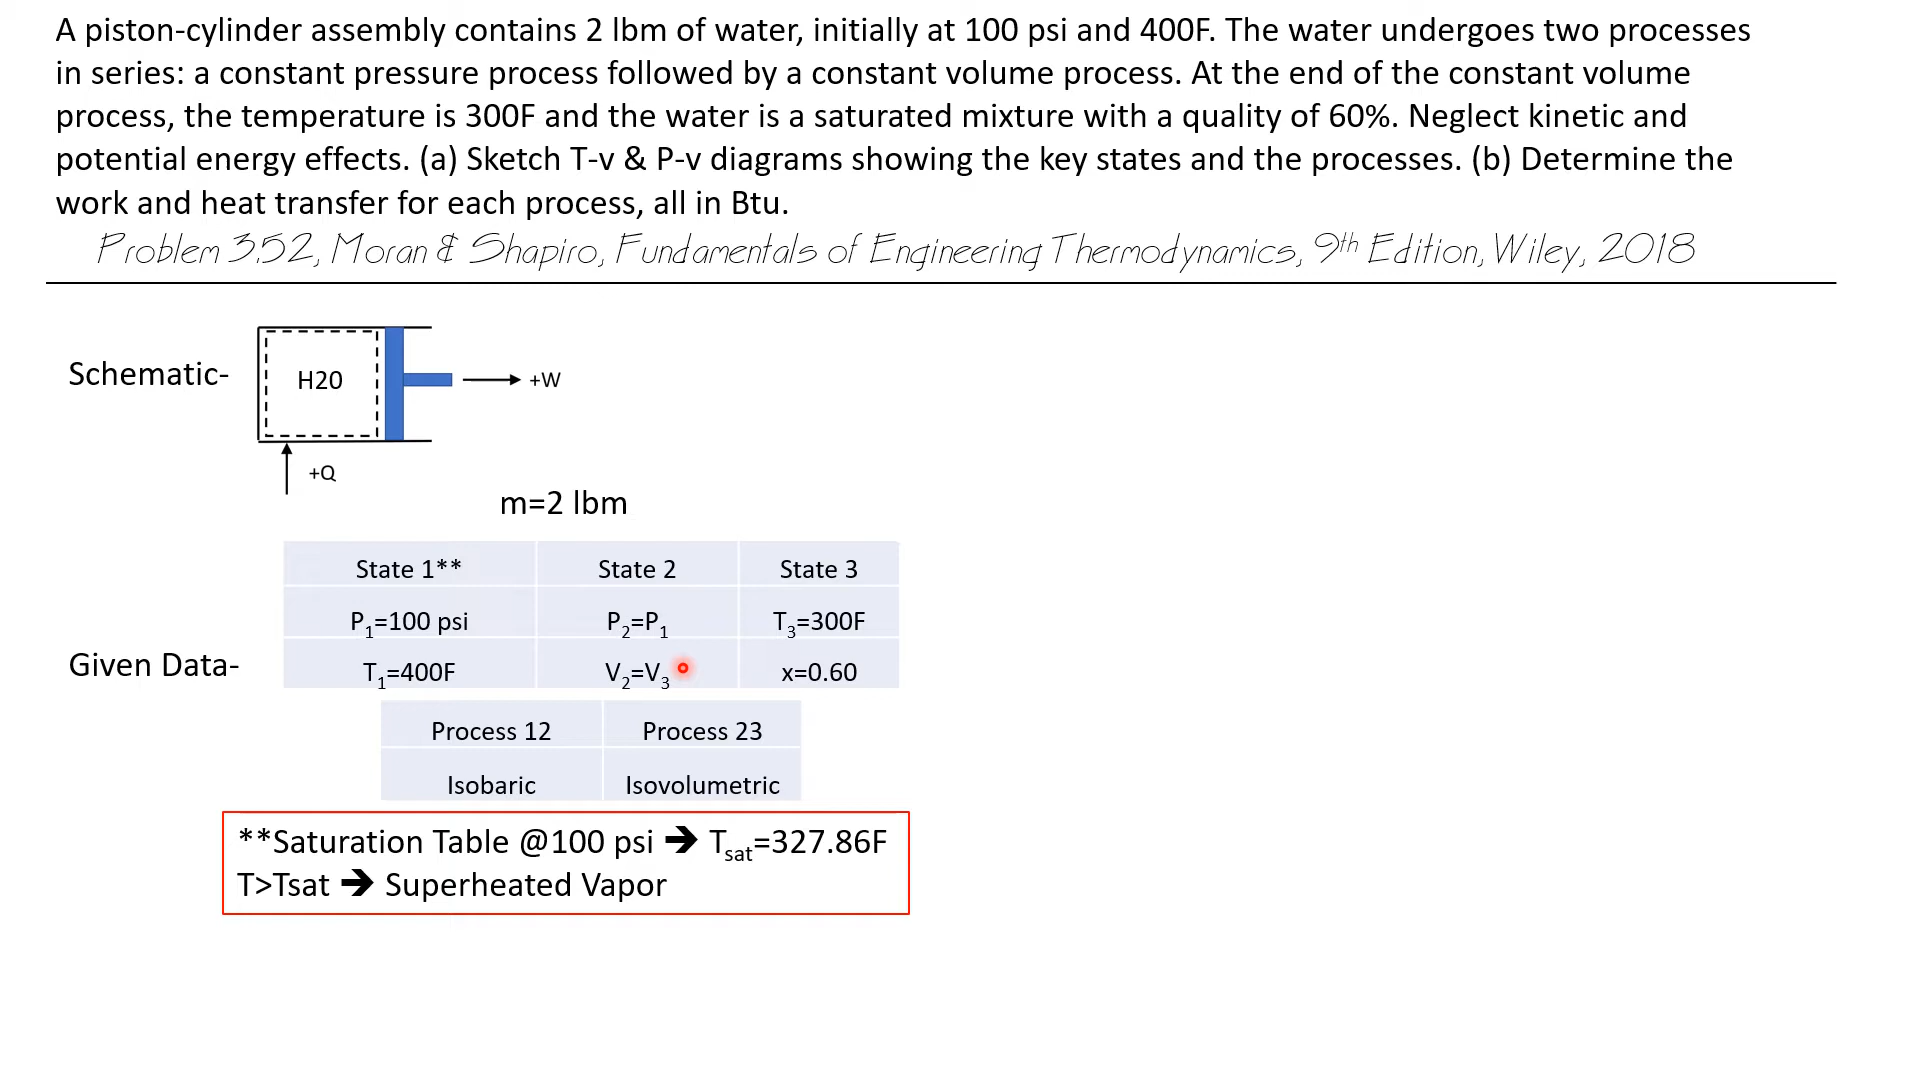 A piston-cylinder assembly contains 2 lbm of water, initially at 100 psi and 400F. The water undergoes two processes
in series: a constant pressure process followed by a constant volume process. At the end of the constant volume
process, the temperature is 300F and the water is a saturated mixture with a quality of 60%. Neglect kinetic and
potential energy effects. (a) Sketch T-v & P-v diagrams showing the key states and the processes. (b) Determine the
work and heat transfer for each process, all in Btu.
Problem 3.52, Moran & Shapiro, Fundamentals of Engineering Thermodynamics, 9th Edition, Wiley, 2018
Schematic-
H20
+W
+Q
m=2 lbm
Given Data-
State 1** State 2 State 3
P1=100 psi P2=P1 T3=300F
T1=400F V2=V3 x=0.60
Process 12 Process 23
Isobaric Isovolumetric
**Saturation Table @100 psi ➔ Tsat=327.86F
T>Tsat ➔ Superheated Vapor